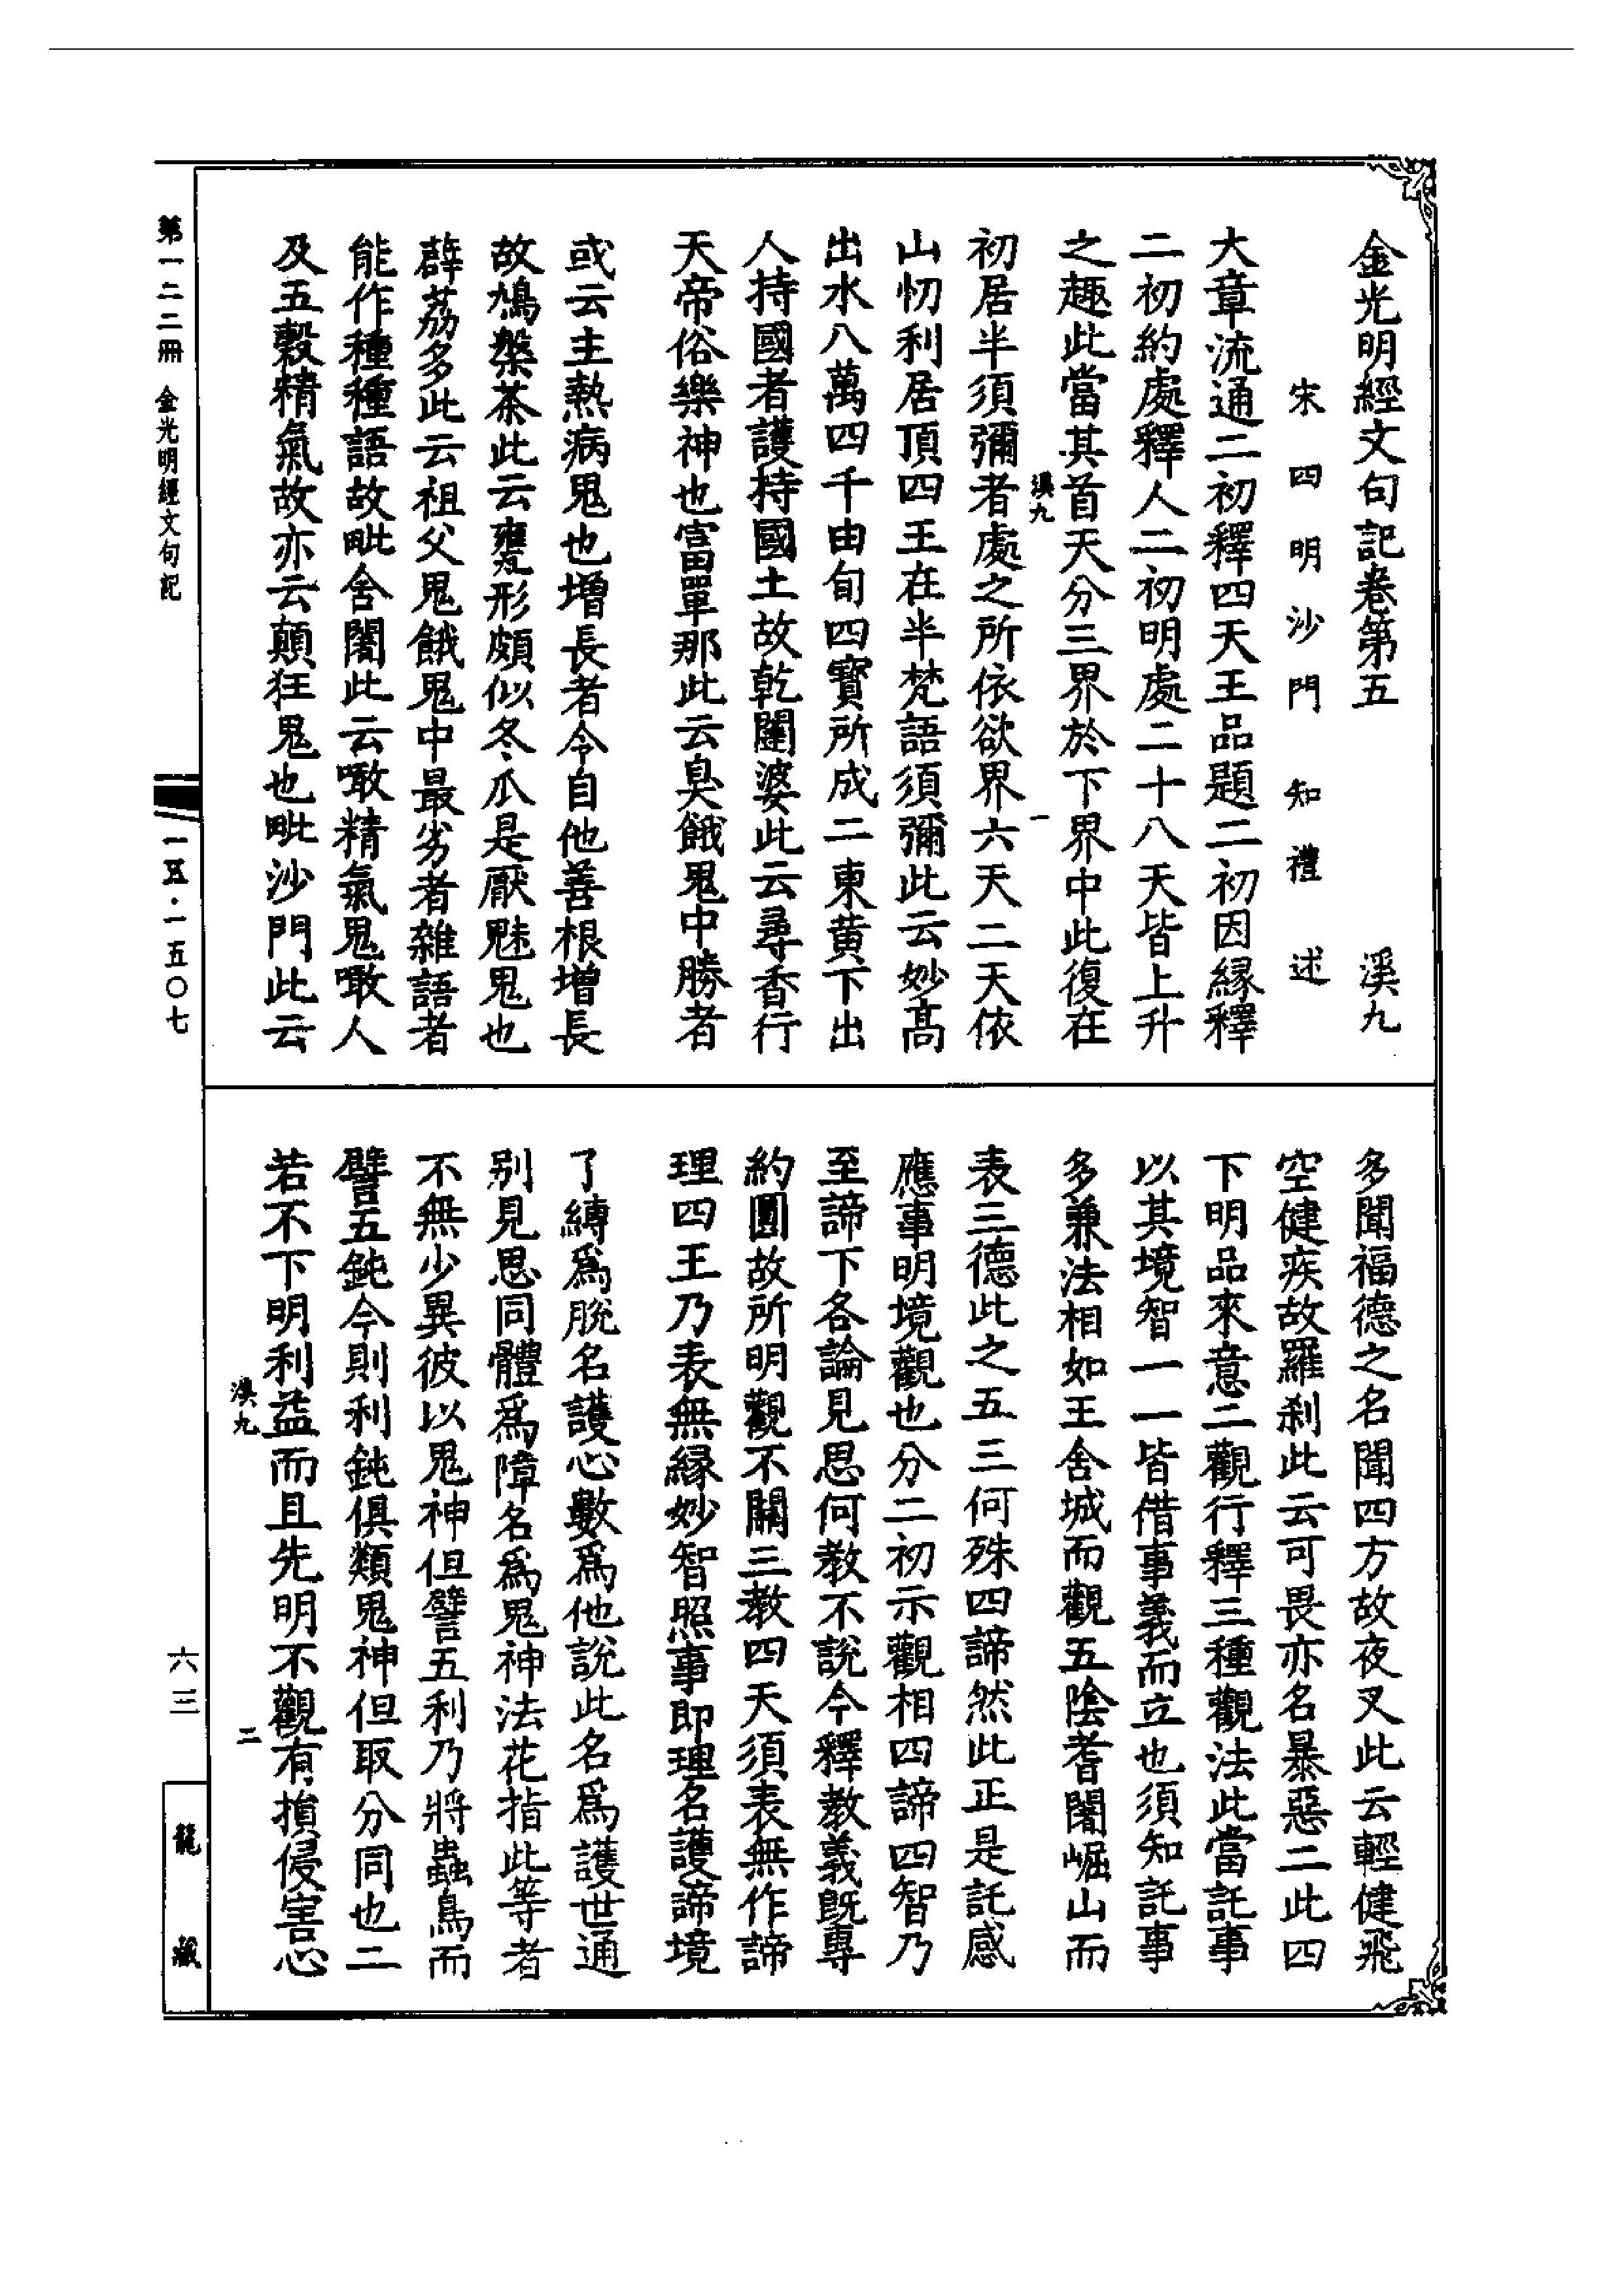 金光明經文句記卷第五　溪九
宋四明沙門知禮述
大章流通二初釋四天王品題二初因緣釋
二初約處釋人二初明處二十八天皆上升
之趣此當其首天分三界於下界中此復在
溪九　一
初居半須彌者處之所依欲界六天二天依
山忉利居頂四王在半梵語須彌此云妙高
出水八萬四千由旬四寶所成二東黃下出
人持國者護持國土故乾闥婆此云尋香行
天帝俗樂神也富單那此云臭餓鬼中勝者
或云主熱病鬼也增長者令自他善根增長
故鳩槃茶此云甕形頗似冬瓜是厭魅鬼也
薜荔多此云祖父鬼餓鬼中最劣者雜語者
能作種種語故毗舍闍此云噉精氣鬼噉人
及五穀精氣故亦云顛狂鬼也毗沙門此云
多聞福德之名聞四方故夜叉此云輕健飛
空健疾故羅刹此云可畏亦名暴惡二此四
下明品來意二觀行釋三種觀法此當託事
以其境智一一皆借事義而立也須知託事
多兼法相如王舍城而觀五陰耆闍崛山而
表三德此之五三何殊四諦然此正是託感
應事明境觀也分二初示觀相四諦四智乃
至諦下各論見思何教不說今釋教義既專
約圓故所明觀不關三教四天須表無作諦
理四王乃表無緣妙智照事即理名護諦境
了縛爲脫名護心數爲他說此名爲護世通
別見思同體爲障名爲鬼神法花指此等者
不無少異彼以鬼神但譬五利乃將蟲鳥而
譬五鈍今則利鈍俱類鬼神但取分同也二
若不下明利益而且先明不觀有損侵害心
溪九　二
第一二二冊　金光明經文句記
一五·一五〇七
六三
龍藏